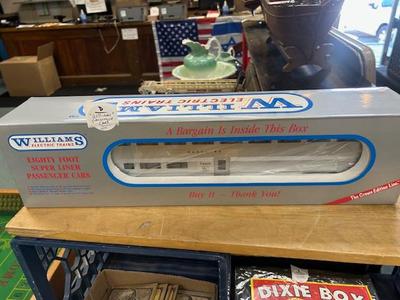 WILLIAMS
ELECTRIC TRAINS
WILLIAMS
ELECTRIC TRAINS
EIGHTY FOOT
SUPER LINER
PASSENGER CARS
A Bargain Is Inside This Box
Buy It - Thank You!
The Crown Edition Line
DIXIE BOY